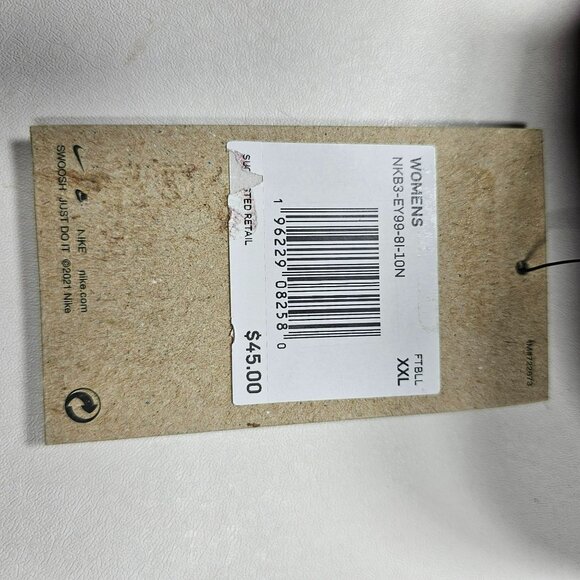 WOMENS
NKB3-EY99-8I-10N
FTBLL
XXL
1 96229 08258 0
TED RETAIL
$45.00
NIKE nike.com
SWOOSH JUST DO IT ©2021 Nike